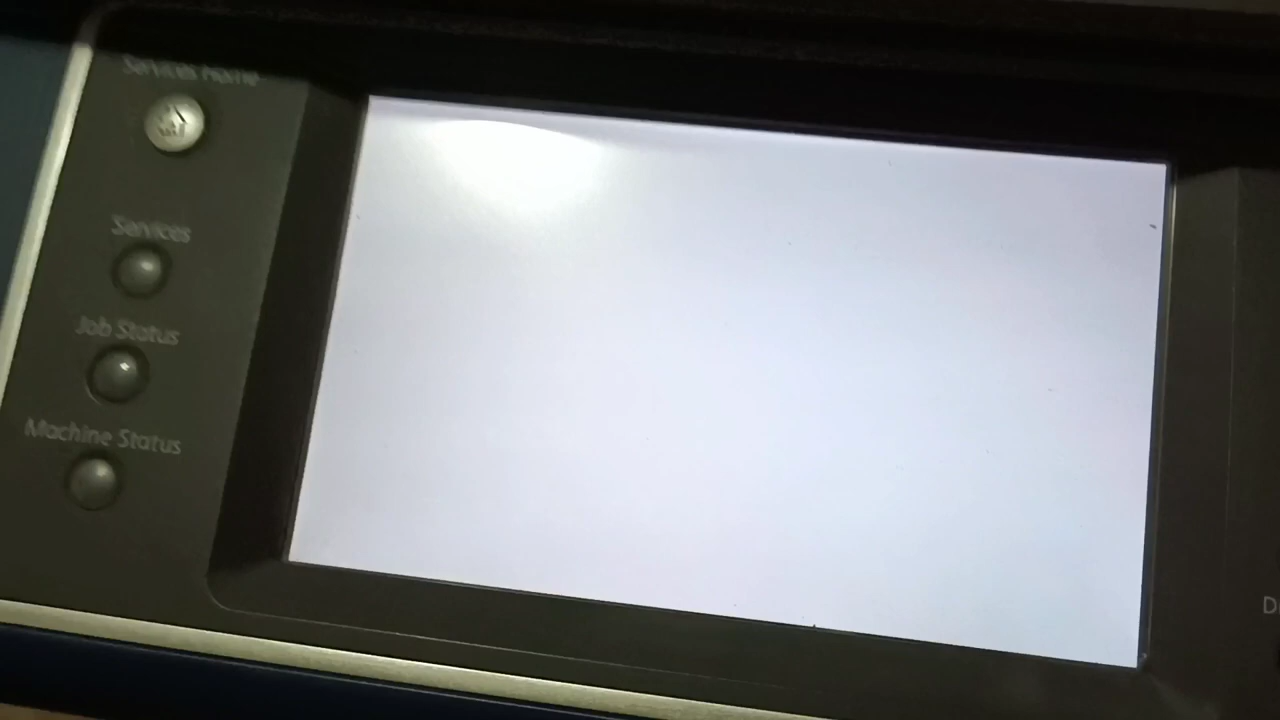 Services Home
Services
Job Status
Machine Status
D